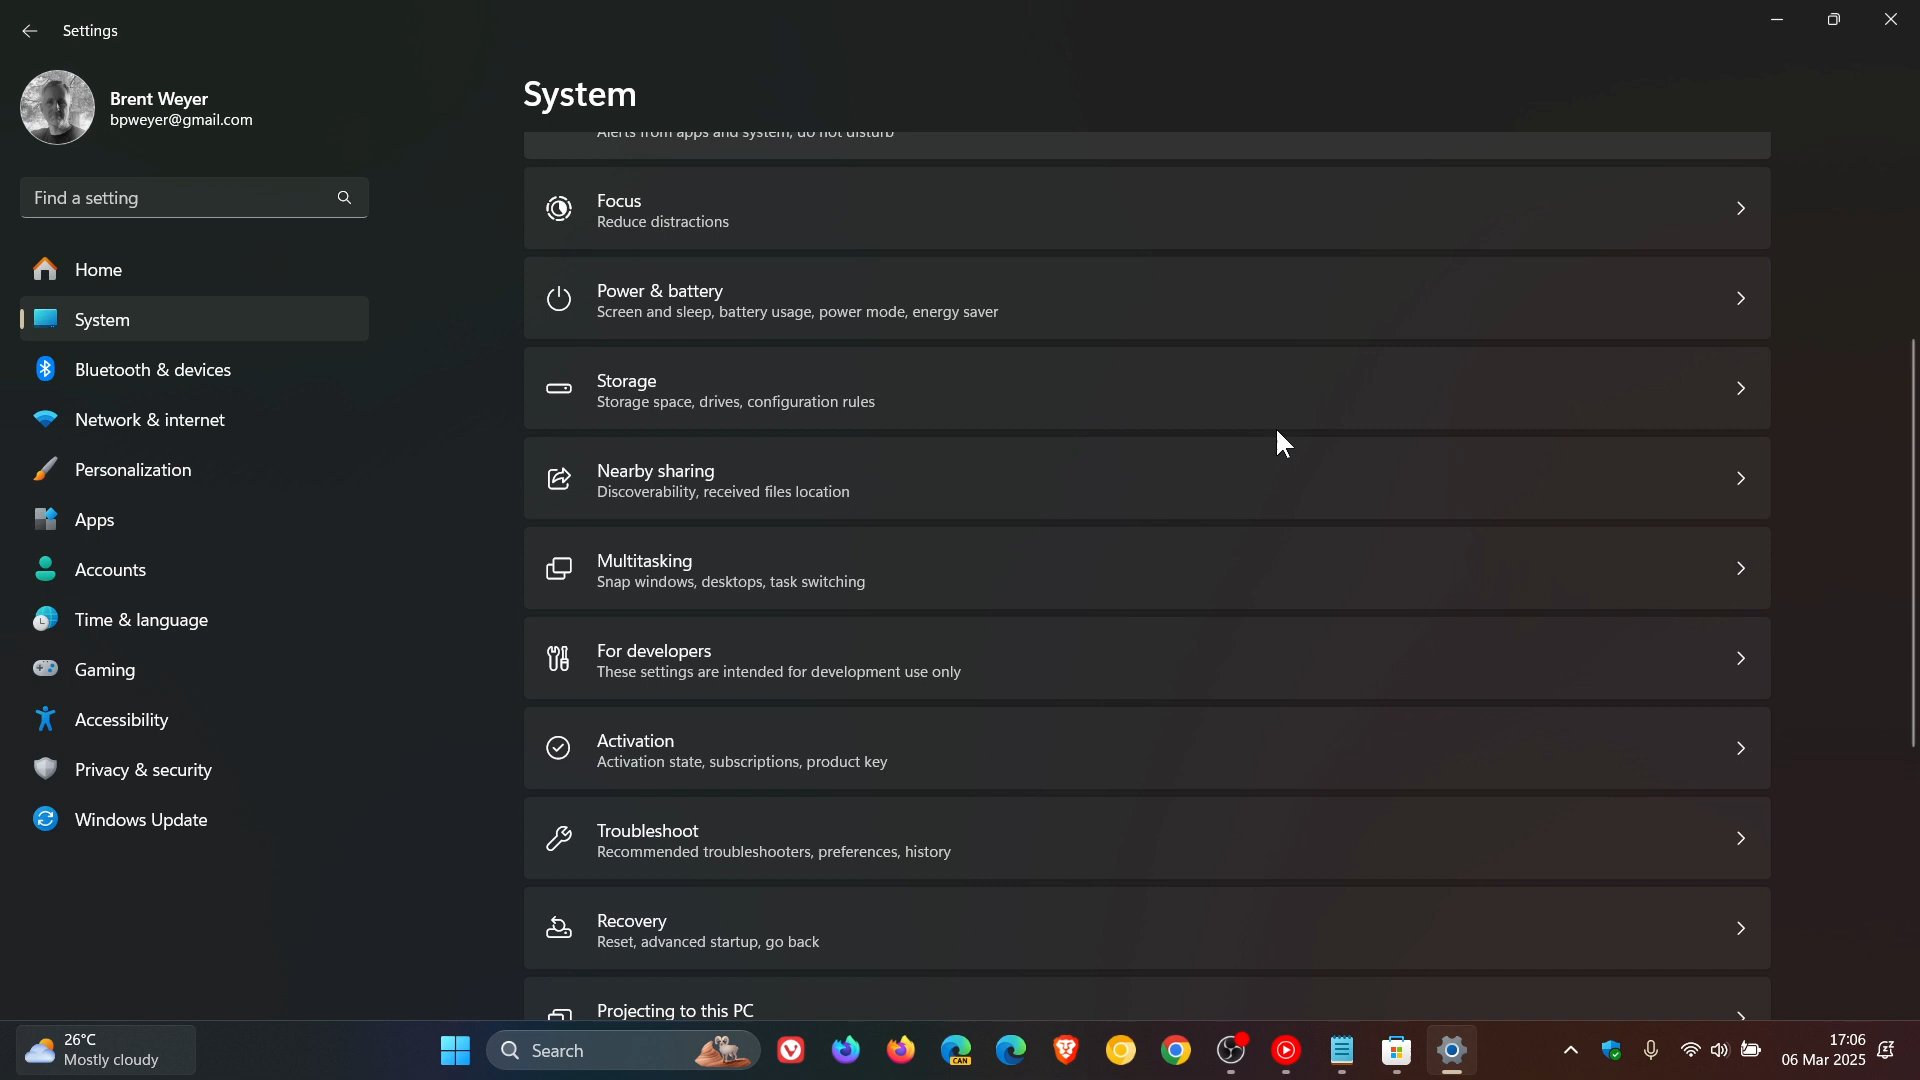 Settings
Brent Weyer
bpweyer@gmail.com
Find a setting
Home
System
Bluetooth & devices
Network & internet
Personalization
Apps
Accounts
Time & language
Gaming
Accessibility
Privacy & security
Windows Update
System
Alerts from apps and system, do not disturb
Focus
Reduce distractions
Power & battery
Screen and sleep, battery usage, power mode, energy saver
Storage
Storage space, drives, configuration rules
Nearby sharing
Discoverability, received files location
Multitasking
Snap windows, desktops, task switching
For developers
These settings are intended for development use only
Activation
Activation state, subscriptions, product key
Troubleshoot
Recommended troubleshooters, preferences, history
Recovery
Reset, advanced startup, go back
Projecting to this PC
26°C
Mostly cloudy
Search
CAN
17:06
06 Mar 2025